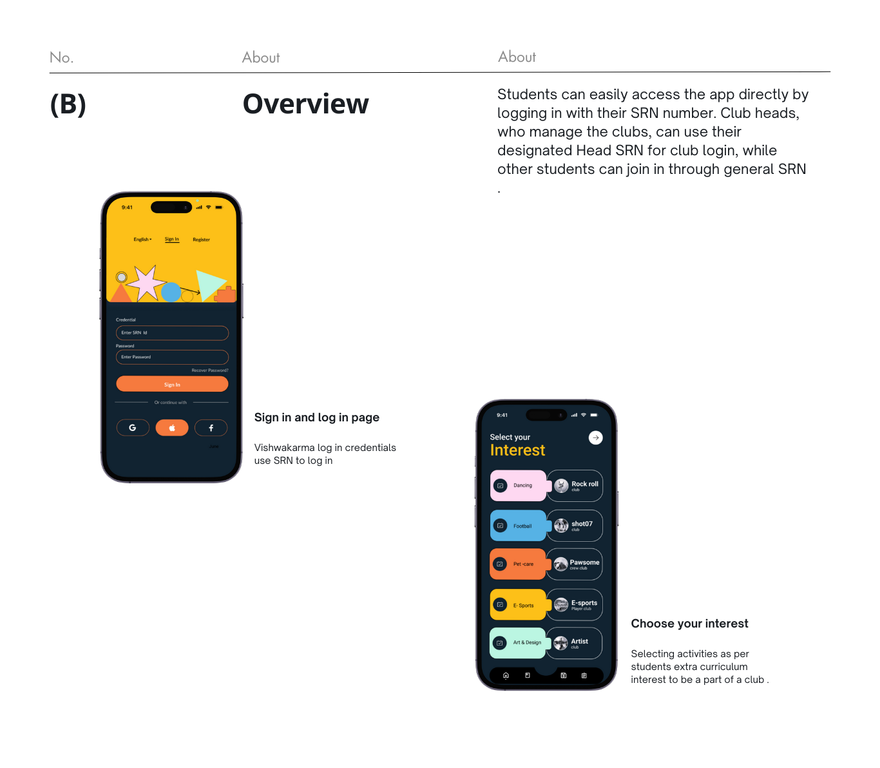 No.
About
About
(B)
Overview
Students can easily access the app directly by
logging in with their SRN number. Club heads,
who manage the clubs, can use their
designated Head SRN for club login, while
other students can join in through general SRN
.
9:41
English
Sign In
Register
Credential
Enter SRN Id
Password
Enter Password
Recover Password?
Sign In
Or continue with
G
f
Sign in and log in page
Vishwakarma log in credentials
use SRN to log in
9:41
Select your
Interest
Dancing
Rock roll
club
Football
shot07
club
Pet -care
Pawsome
crew club
E- Sports
E-sports
Player club
Art & Design
Artist
club
Choose your interest
Selecting activities as per
students extra curriculum
interest to be a part of a club .